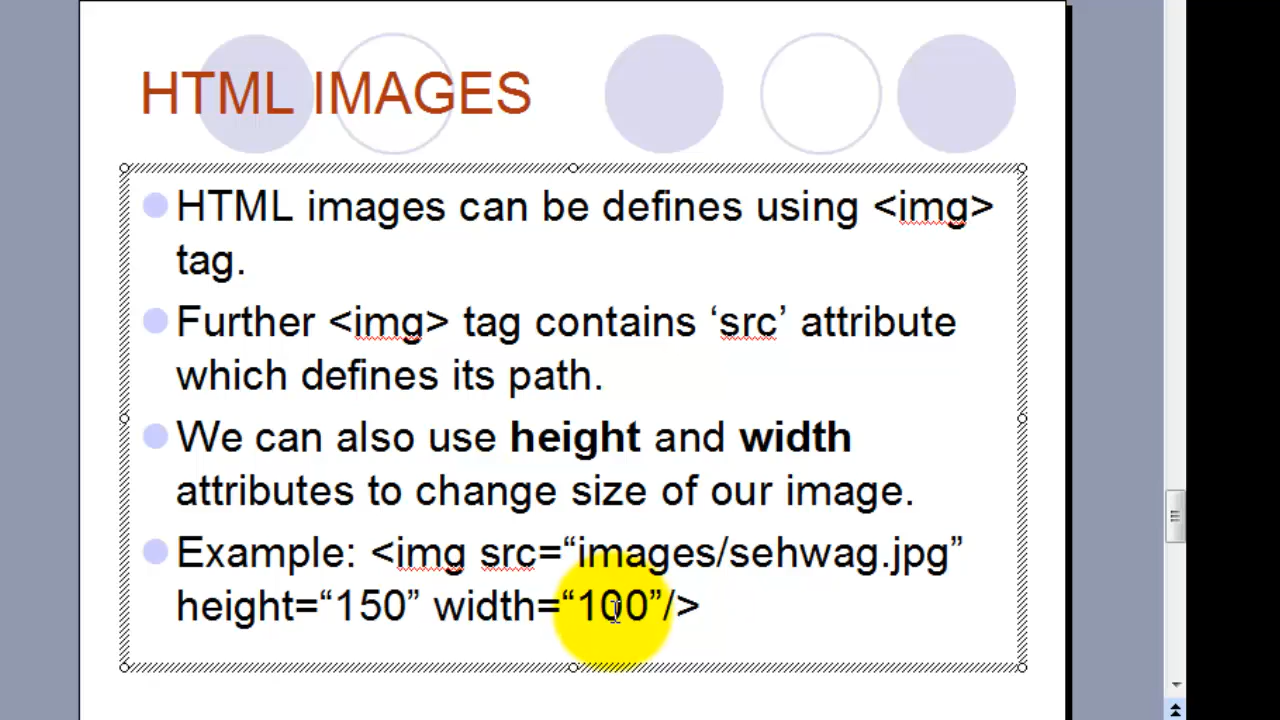 HTML IMAGES
HTML images can be defines using <img>
tag.
Further <img> tag contains ‘src’ attribute
which defines its path.
We can also use height and width
attributes to change size of our image.
Example: <img src=“images/sehwag.jpg”
height=“150” width=“100”/>